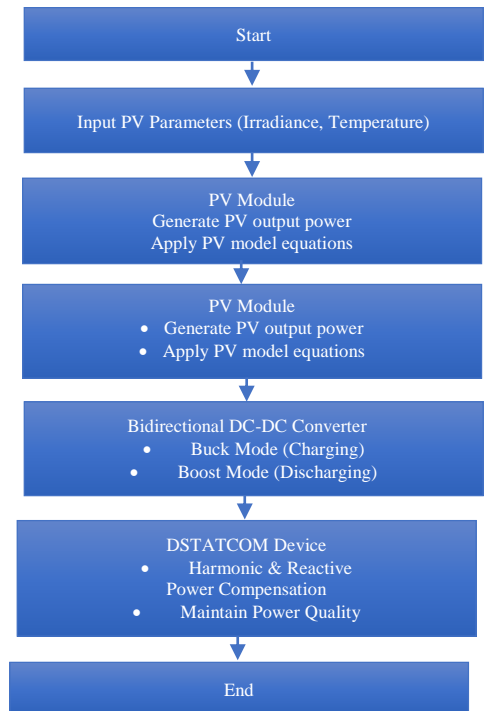 Start
Input PV Parameters (Irradiance, Temperature)
PV Module
Generate PV output power
Apply PV model equations
PV Module
• Generate PV output power
• Apply PV model equations
Bidirectional DC-DC Converter
• Buck Mode (Charging)
• Boost Mode (Discharging)
DSTATCOM Device
• Harmonic & Reactive
Power Compensation
• Maintain Power Quality
End